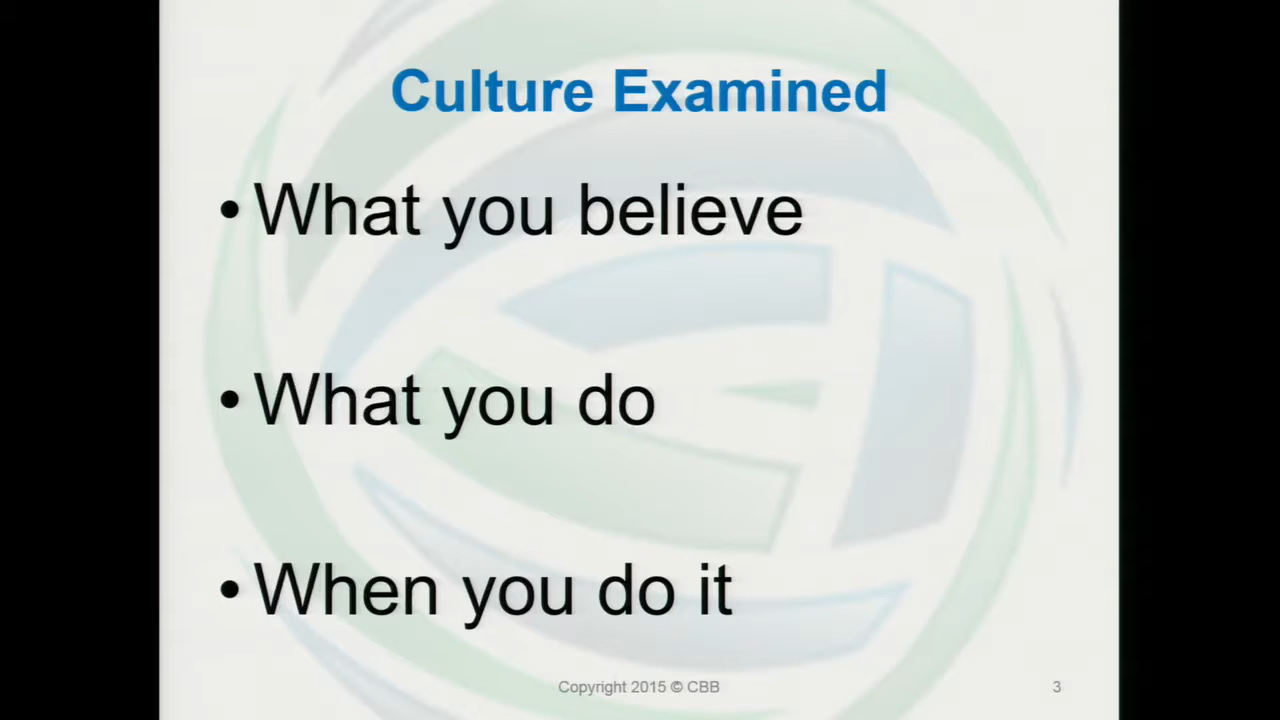 Culture Examined
• What you believe
• What you do
• When you do it
Copyright 2015 © CBB
3